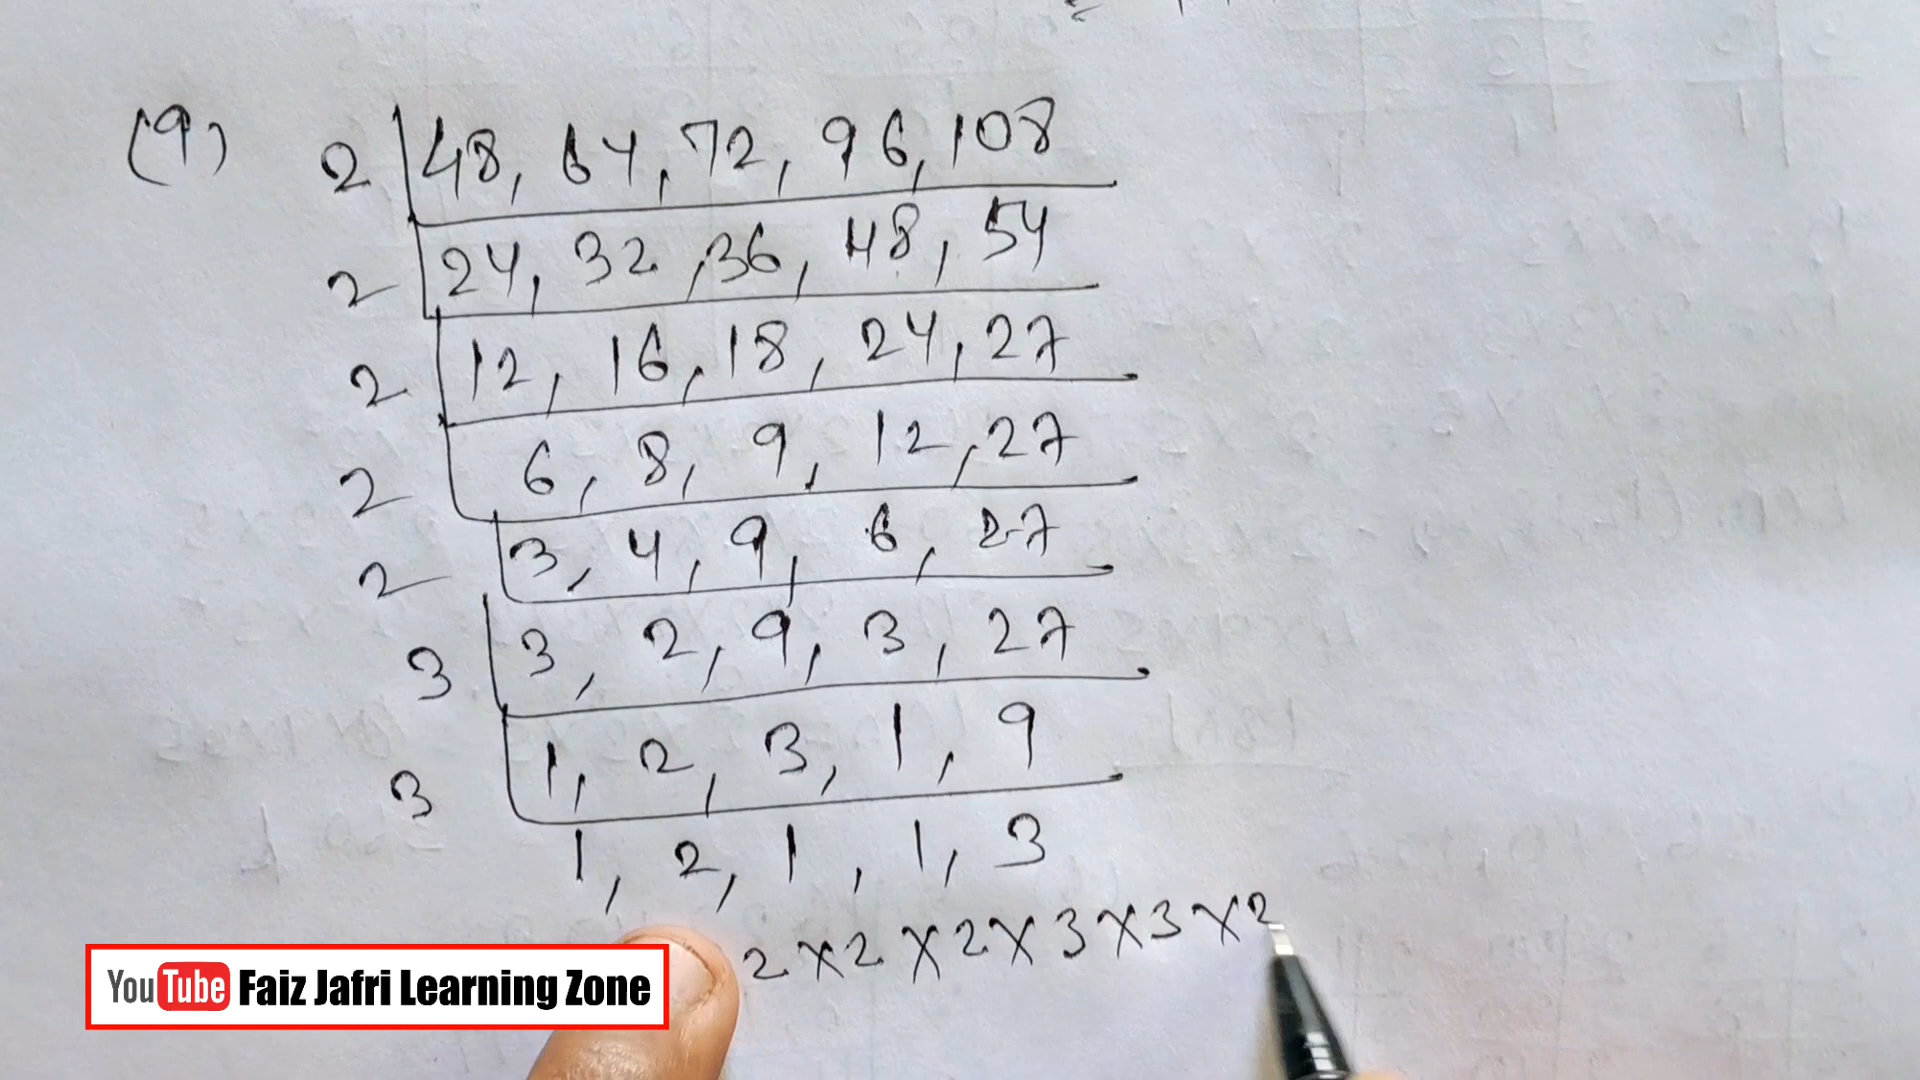 (9) 2 48, 64, 72, 96, 108
2 24, 32, 36, 48, 54
2 12, 16, 18, 24, 27
2 6, 8, 9, 12, 27
2 3, 4, 9, 6, 27
3 3, 2, 9, 3, 27
3 1, 2, 3, 1, 9
1, 2, 1, 1, 3
2×2×2×3×3×2
YouTube Faiz Jafri Learning Zone